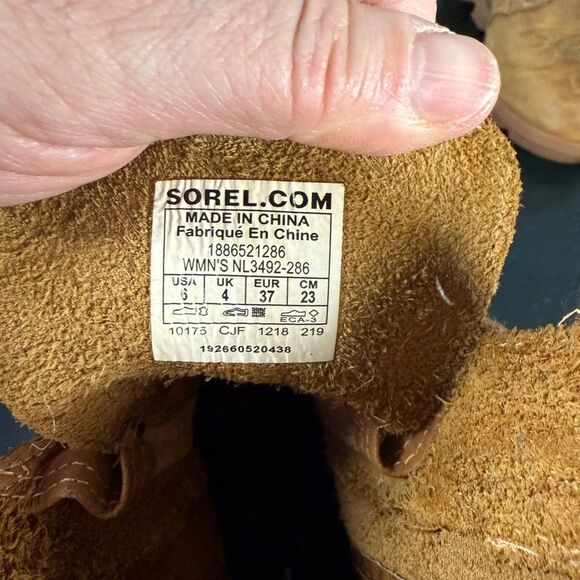 SOREL.COM
MADE IN CHINA
Fabriqué En Chine
1886521286
WMN'S NL3492-286
USA UK EUR CM
6 4 37 23
ECA-3
10175 CJF 1218 219
192660520438